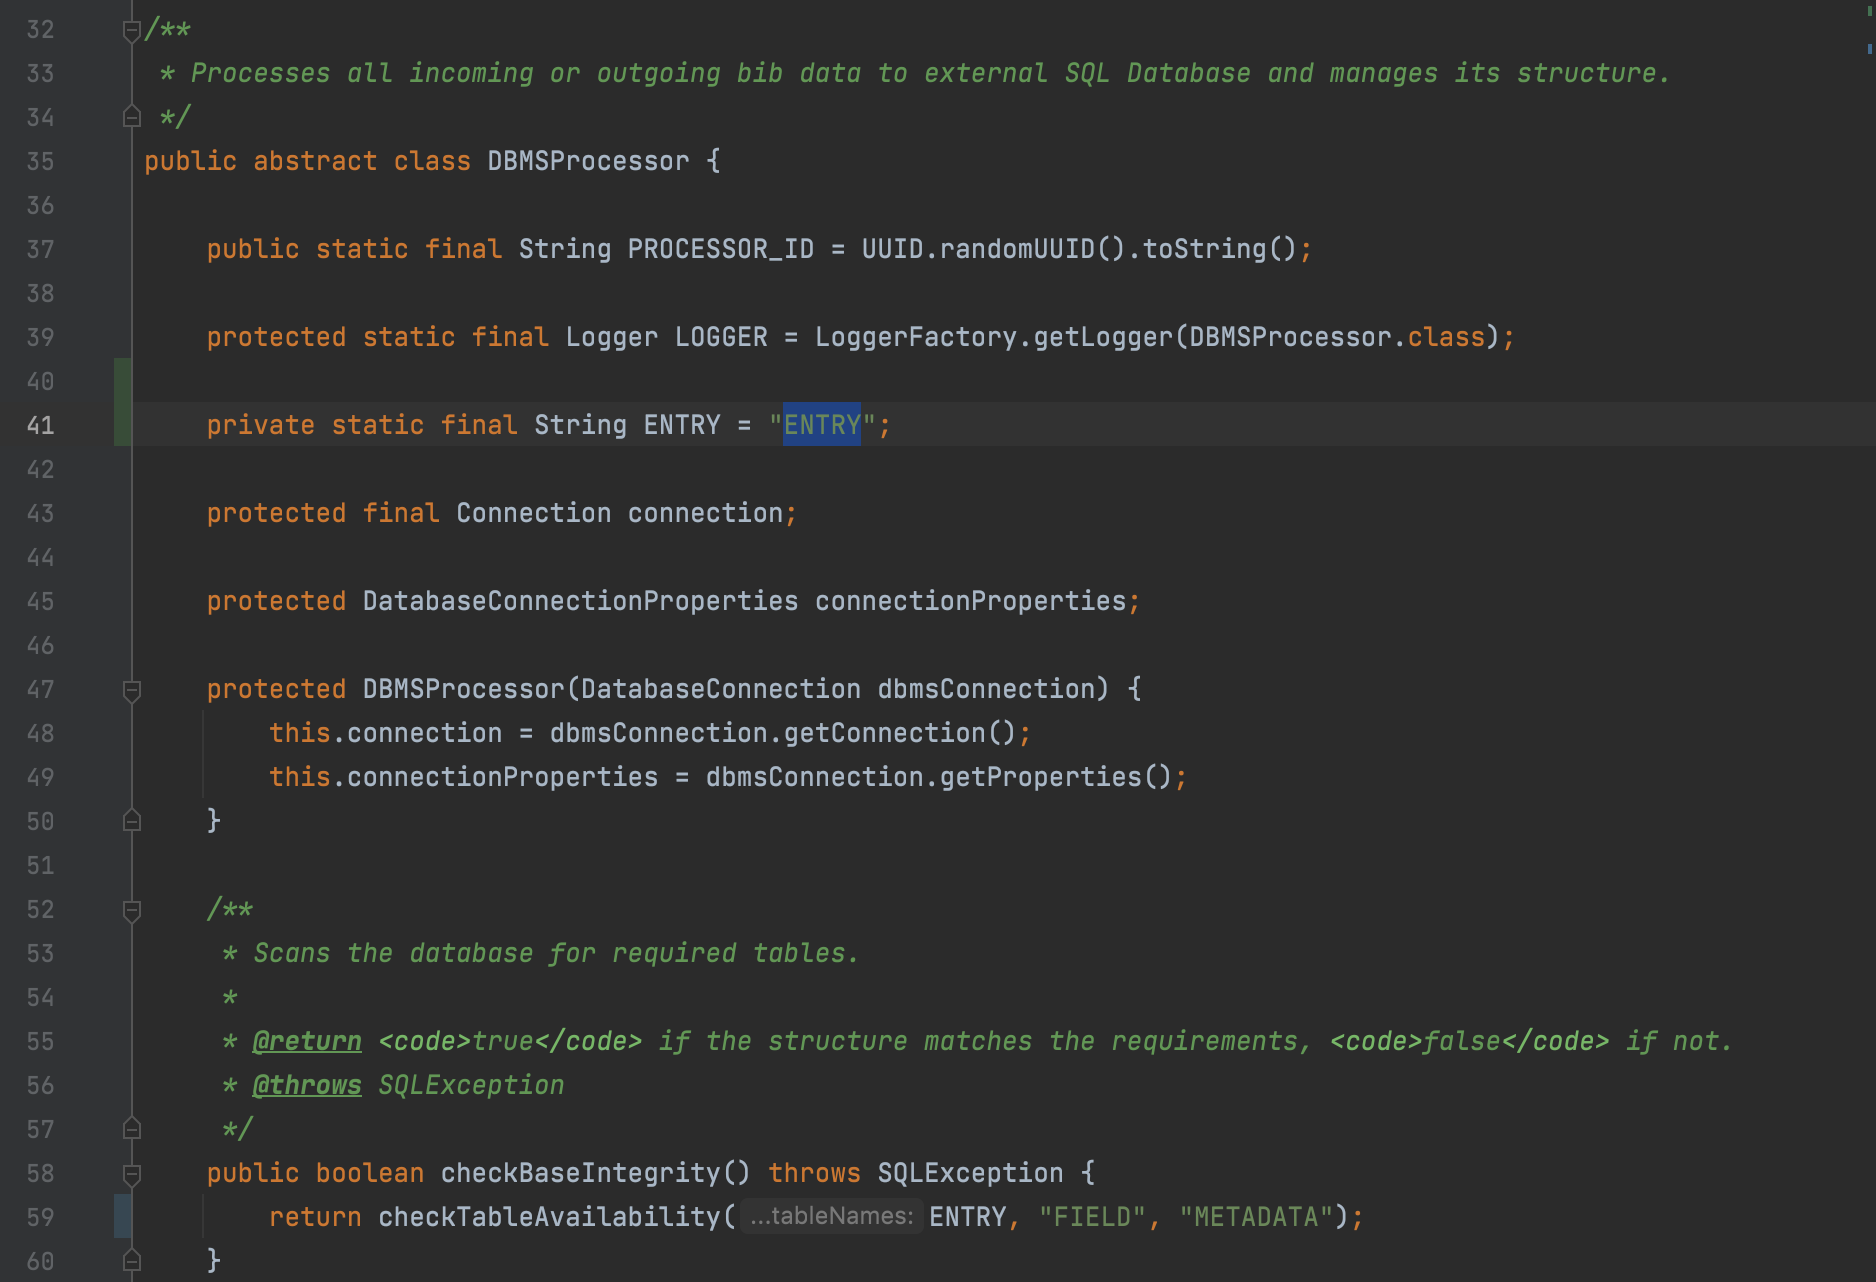 32 /**
33  * Processes all incoming or outgoing bib data to external SQL Database and manages its structure.
34  */
35 public abstract class DBMSProcessor {
36
37     public static final String PROCESSOR_ID = UUID.randomUUID().toString();
38
39     protected static final Logger LOGGER = LoggerFactory.getLogger(DBMSProcessor.class);
40
41     private static final String ENTRY = "ENTRY";
42
43     protected final Connection connection;
44
45     protected DatabaseConnectionProperties connectionProperties;
46
47     protected DBMSProcessor(DatabaseConnection dbmsConnection) {
48         this.connection = dbmsConnection.getConnection();
49         this.connectionProperties = dbmsConnection.getProperties();
50     }
51
52     /**
53      * Scans the database for required tables.
54      *
55      * @return <code>true</code> if the structure matches the requirements, <code>false</code> if not.
56      * @throws SQLException
57      */
58     public boolean checkBaseIntegrity() throws SQLException {
59         return checkTableAvailability( ...tableNames: ENTRY, "FIELD", "METADATA");
60     }